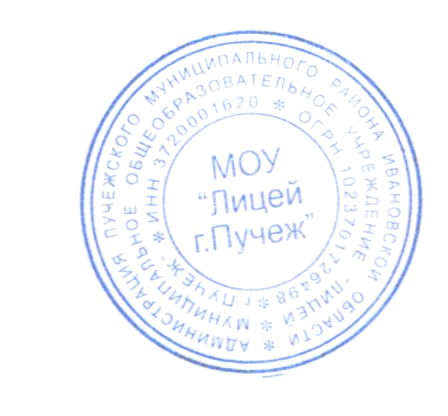 АДМИНИСТРАЦИЯ ПУЧЕЖСКОГО МУНИЦИПАЛЬНОГО РАЙОНА ИВАНОВСКОЙ ОБЛАСТИ *
МУНИЦИПАЛЬНОЕ ОБЩЕОБРАЗОВАТЕЛЬНОЕ УЧРЕЖДЕНИЕ "ЛИЦЕЙ *
г.ПУЧЕЖ" * ИНН 3720001620 * ОГРН 1023701726498 *
МОУ
"Лицей
г.Пучеж"